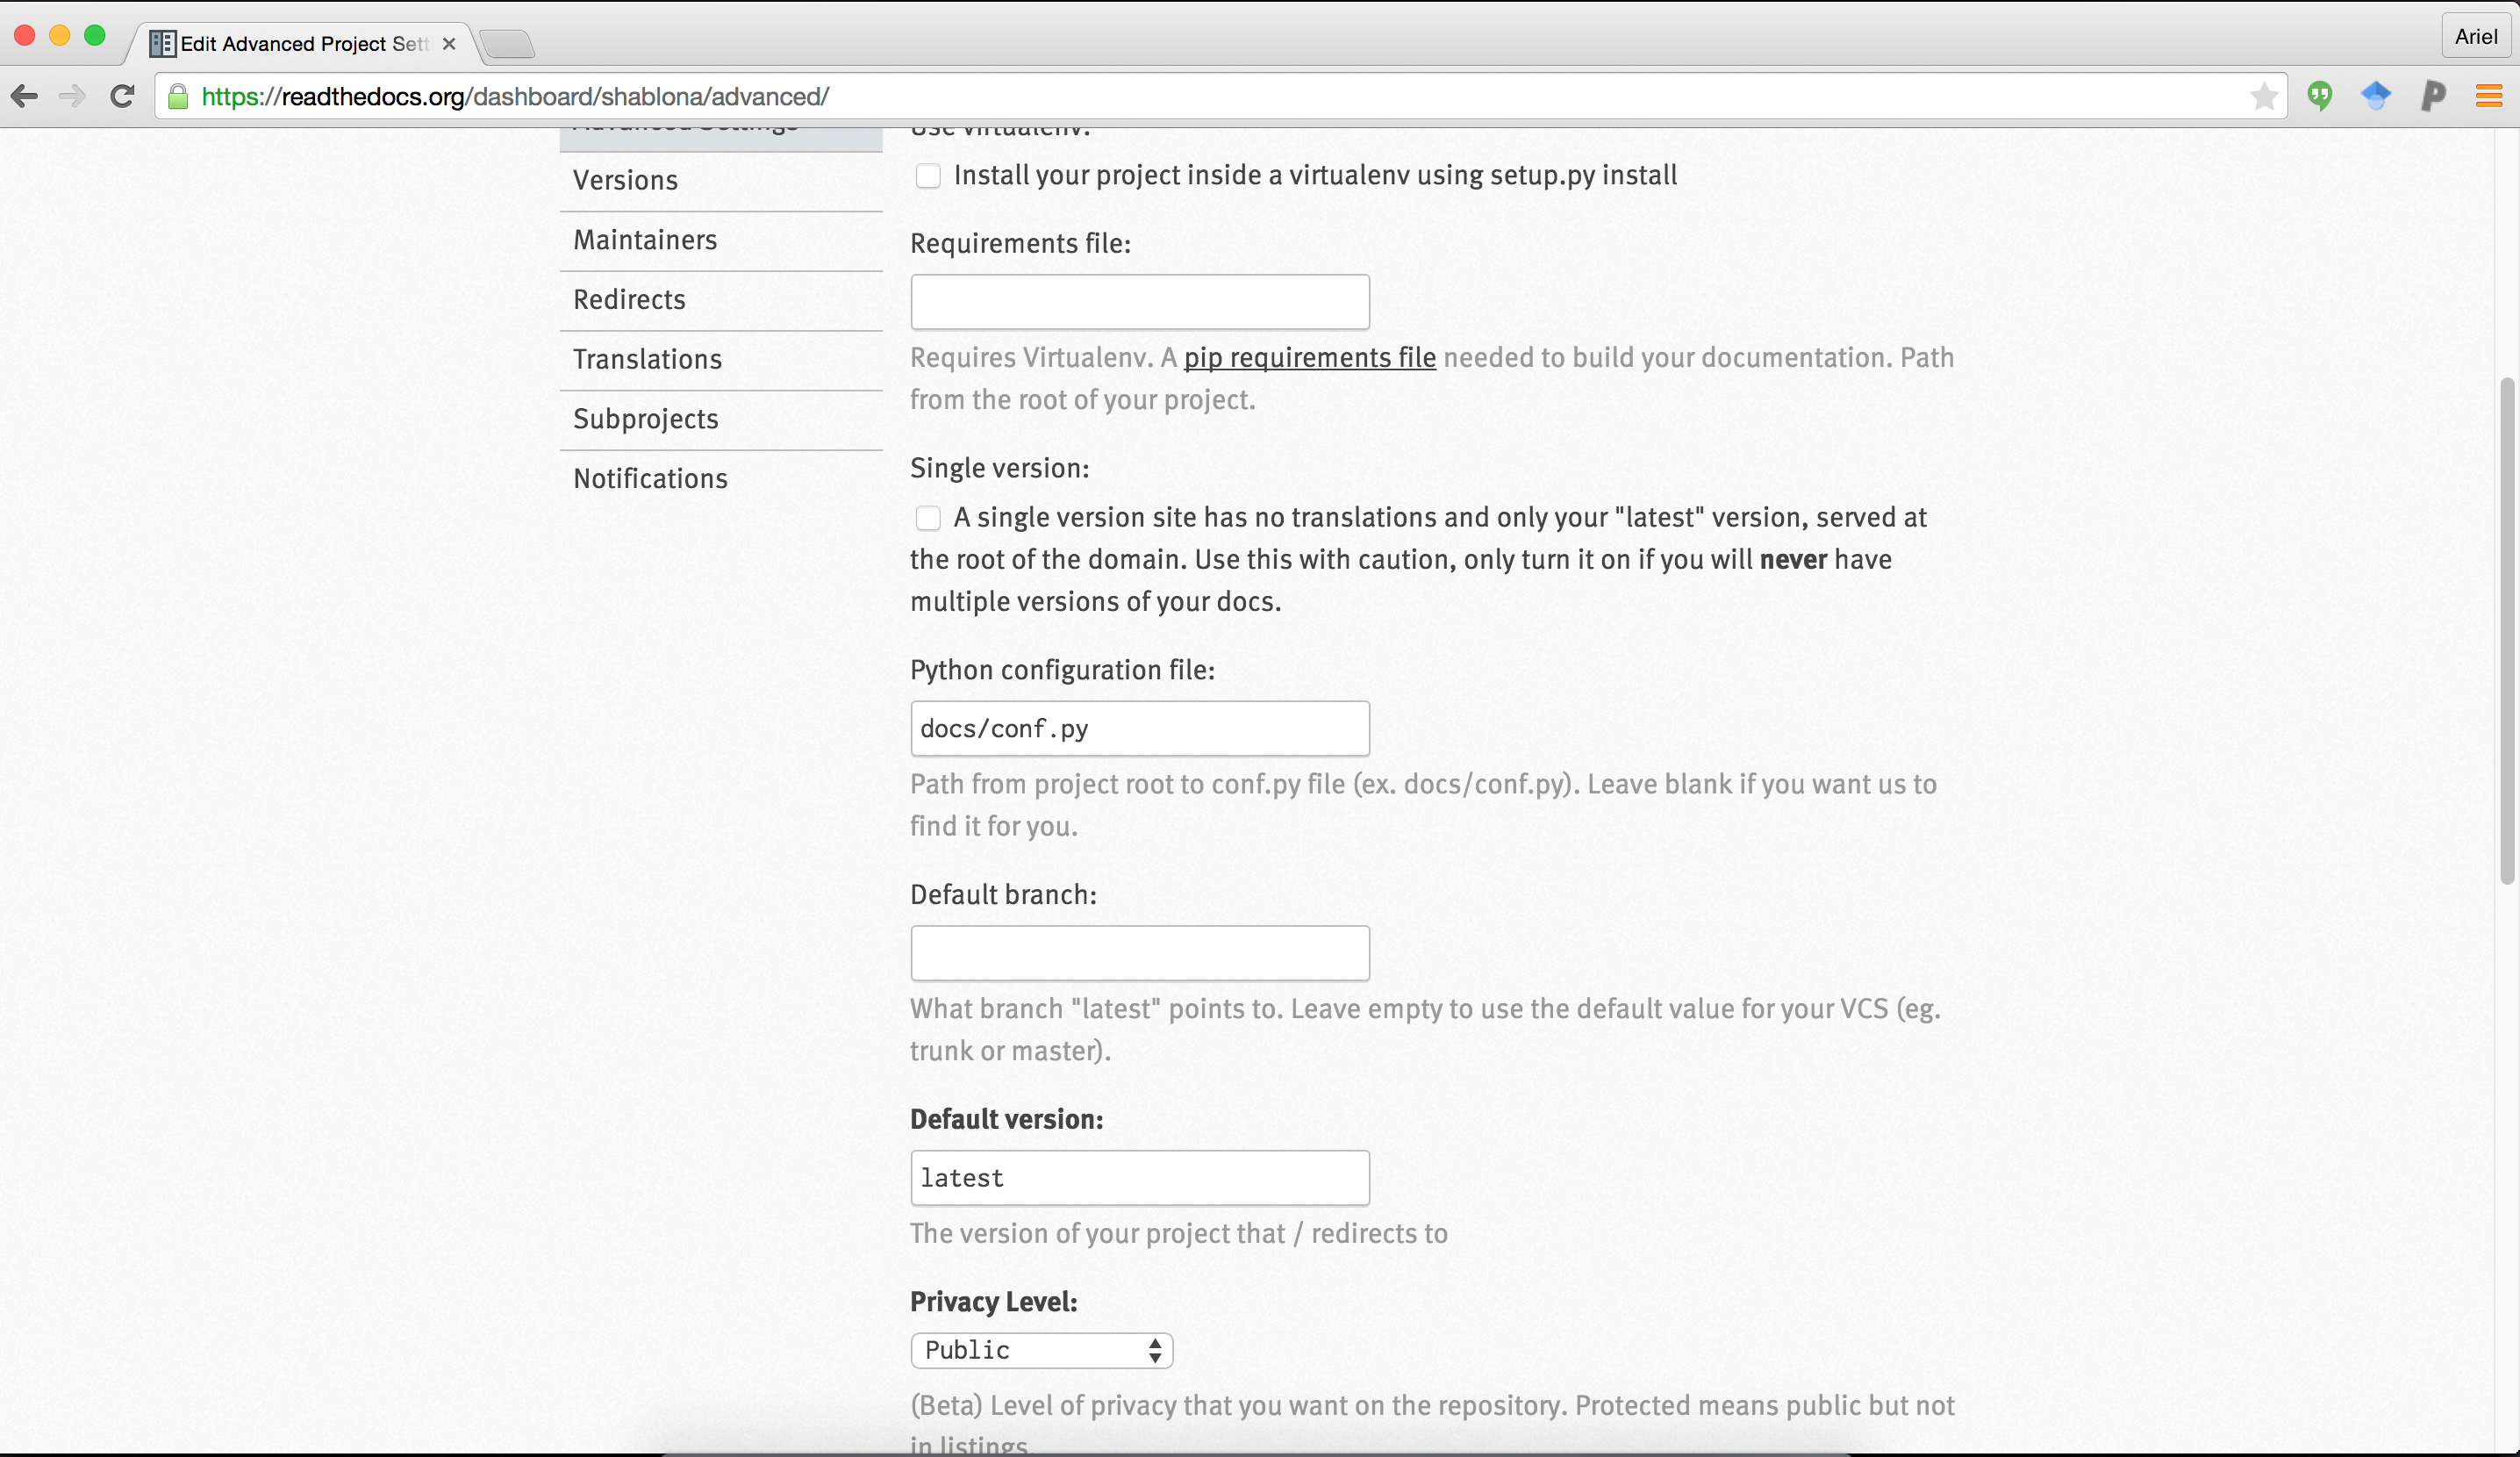 Edit Advanced Project Sett
Ariel
https://readthedocs.org/dashboard/shablona/advanced/
Advanced Settings
Versions
Maintainers
Redirects
Translations
Subprojects
Notifications
Use virtualenv:
Install your project inside a virtualenv using setup.py install
Requirements file:
Requires Virtualenv. A pip requirements file needed to build your documentation. Path
from the root of your project.
Single version:
A single version site has no translations and only your "latest" version, served at
the root of the domain. Use this with caution, only turn it on if you will never have
multiple versions of your docs.
Python configuration file:
docs/conf.py
Path from project root to conf.py file (ex. docs/conf.py). Leave blank if you want us to
find it for you.
Default branch:
What branch "latest" points to. Leave empty to use the default value for your VCS (eg.
trunk or master).
Default version:
latest
The version of your project that / redirects to
Privacy Level:
Public
(Beta) Level of privacy that you want on the repository. Protected means public but not
in listings.